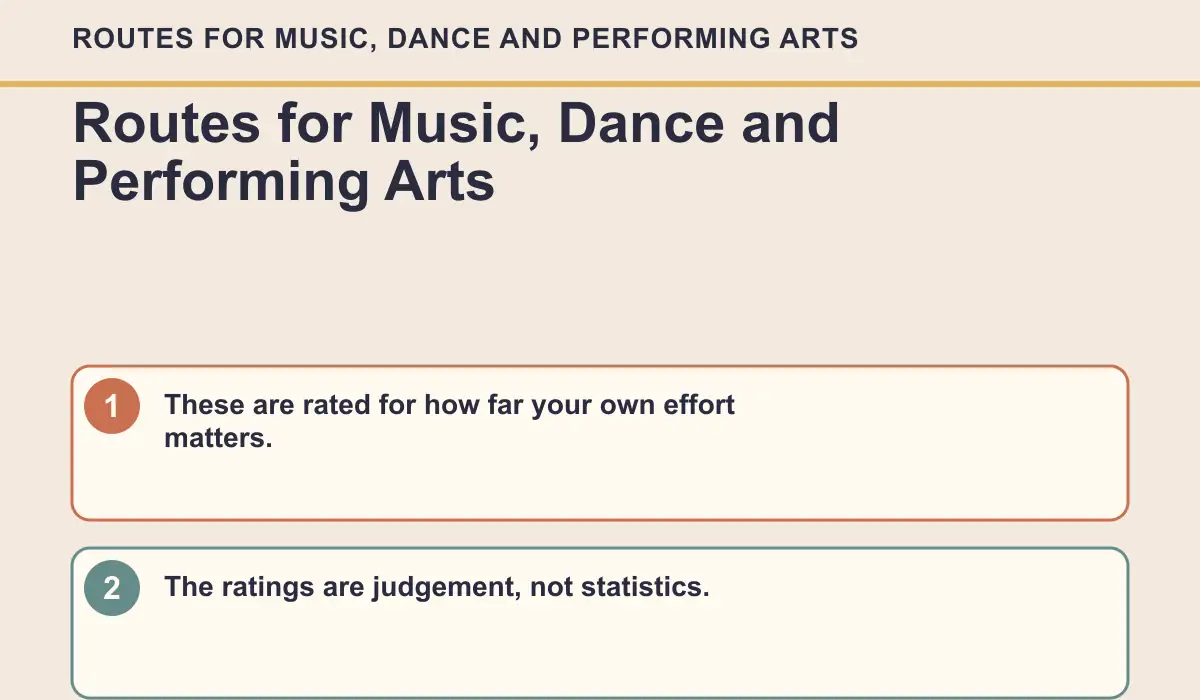 ROUTES FOR MUSIC, DANCE AND PERFORMING ARTS
Routes for Music, Dance and
Performing Arts
1
These are rated for how far your own effort
matters.
2
The ratings are judgement, not statistics.